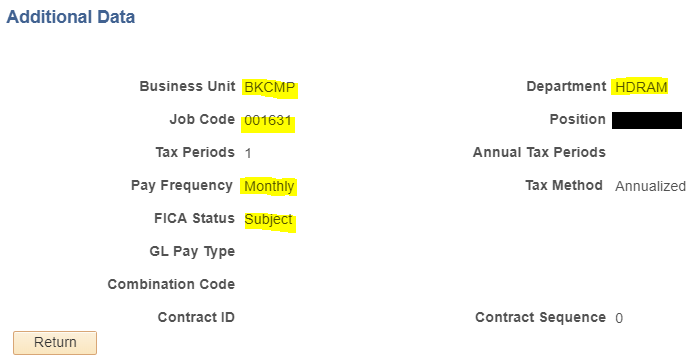 Additional Data
Business Unit BKCMP Department HDRAM
Job Code 001631 Position
Tax Periods 1 Annual Tax Periods
Pay Frequency Monthly Tax Method Annualized
FICA Status Subject
GL Pay Type
Combination Code
Contract ID Contract Sequence 0
Return